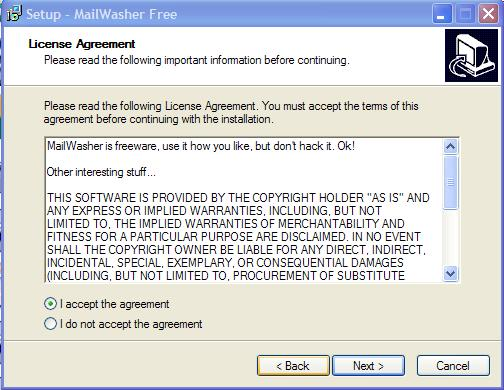 Setup - MailWasher Free
License Agreement
Please read the following important information before continuing.
Please read the following License Agreement. You must accept the terms of this
agreement before continuing with the installation.
MailWasher is freeware, use it how you like, but don't hack it. Ok!
Other interesting stuff...
THIS SOFTWARE IS PROVIDED BY THE COPYRIGHT HOLDER "AS IS" AND
ANY EXPRESS OR IMPLIED WARRANTIES, INCLUDING, BUT NOT
LIMITED TO, THE IMPLIED WARRANTIES OF MERCHANTABILITY AND
FITNESS FOR A PARTICULAR PURPOSE ARE DISCLAIMED. IN NO EVENT
SHALL THE COPYRIGHT OWNER BE LIABLE FOR ANY DIRECT, INDIRECT,
INCIDENTAL, SPECIAL, EXEMPLARY, OR CONSEQUENTIAL DAMAGES
(INCLUDING, BUT NOT LIMITED TO, PROCUREMENT OF SUBSTITUTE
I accept the agreement
I do not accept the agreement
< Back
Next >
Cancel